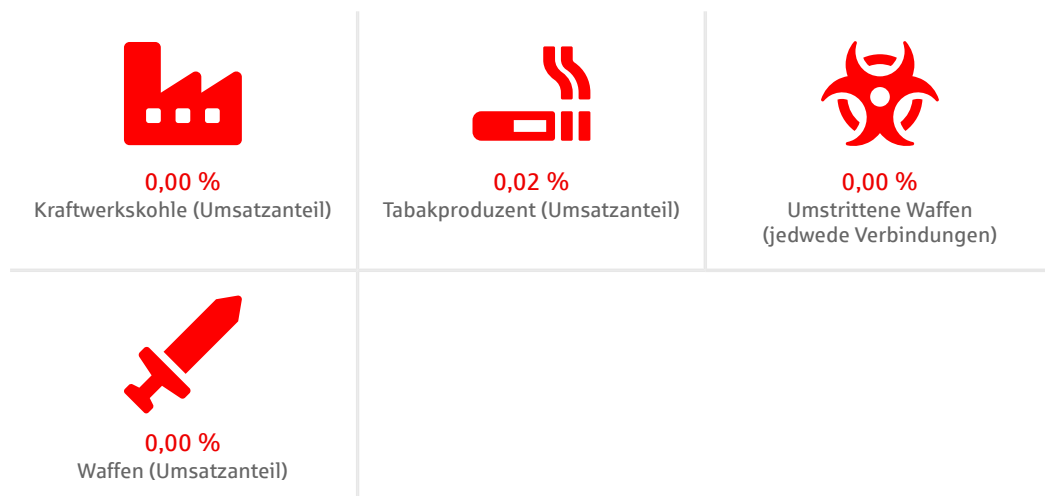 0,00 %
Kraftwerkskohle (Umsatzanteil)
0,02 %
Tabakproduzent (Umsatzanteil)
0,00 %
Umstrittene Waffen
(jedwede Verbindungen)
0,00 %
Waffen (Umsatzanteil)